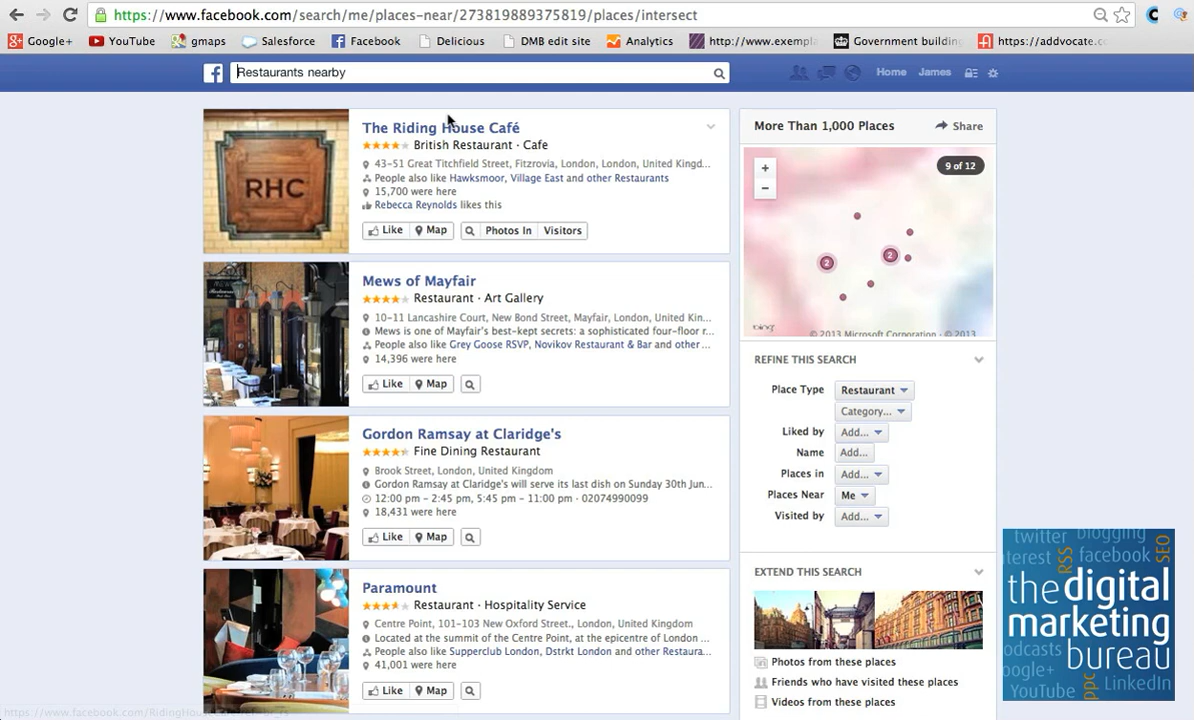 https://www.facebook.com/search/me/places-near/273819889375819/places/intersect
Google+ YouTube gmaps Salesforce Facebook Delicious DMB edit site Analytics http://www.exempla Government building https://addvocate.c
Restaurants nearby
Home James
The Riding House Café
British Restaurant · Cafe
43-51 Great Titchfield Street, Fitzrovia, London, London, United Kingd...
People also like Hawksmoor, Village East and other Restaurants
15,700 were here
Rebecca Reynolds likes this
Like Map Photos In Visitors
RHC
Mews of Mayfair
Restaurant · Art Gallery
10-11 Lancashire Court, New Bond Street, Mayfair, London, United Kin...
Mews is one of Mayfair's best-kept secrets: a sophisticated four-floor r...
People also like Grey Goose RSVP, Novikov Restaurant & Bar and other ...
14,396 were here
Like Map
Gordon Ramsay at Claridge's
Fine Dining Restaurant
Brook Street, London, United Kingdom
Gordon Ramsay at Claridge's will serve its last dish on Sunday 30th Jun...
12:00 pm - 2:45 pm, 5:45 pm - 11:00 pm · 02074990099
18,431 were here
Like Map
Paramount
Restaurant · Hospitality Service
Centre Point, 101-103 New Oxford Street., London, United Kingdom
Located at the summit of the Centre Point, at the epicentre of London ...
People also like Supperclub London, Dstrkt London and other Restaura...
41,001 were here
Like Map
More Than 1,000 Places Share
9 of 12
+
−
2
2
bing
© 2013 Microsoft Corporation · © 2013
REFINE THIS SEARCH
Place Type Restaurant
Category...
Liked by Add...
Name Add...
Places in Add...
Places Near Me
Visited by Add...
EXTEND THIS SEARCH
Photos from these places
Friends who have visited these places
Videos from these places
twitter blogging
RSS facebook SEO
the digital
marketing
bureau
YouTube ppc LinkedIn